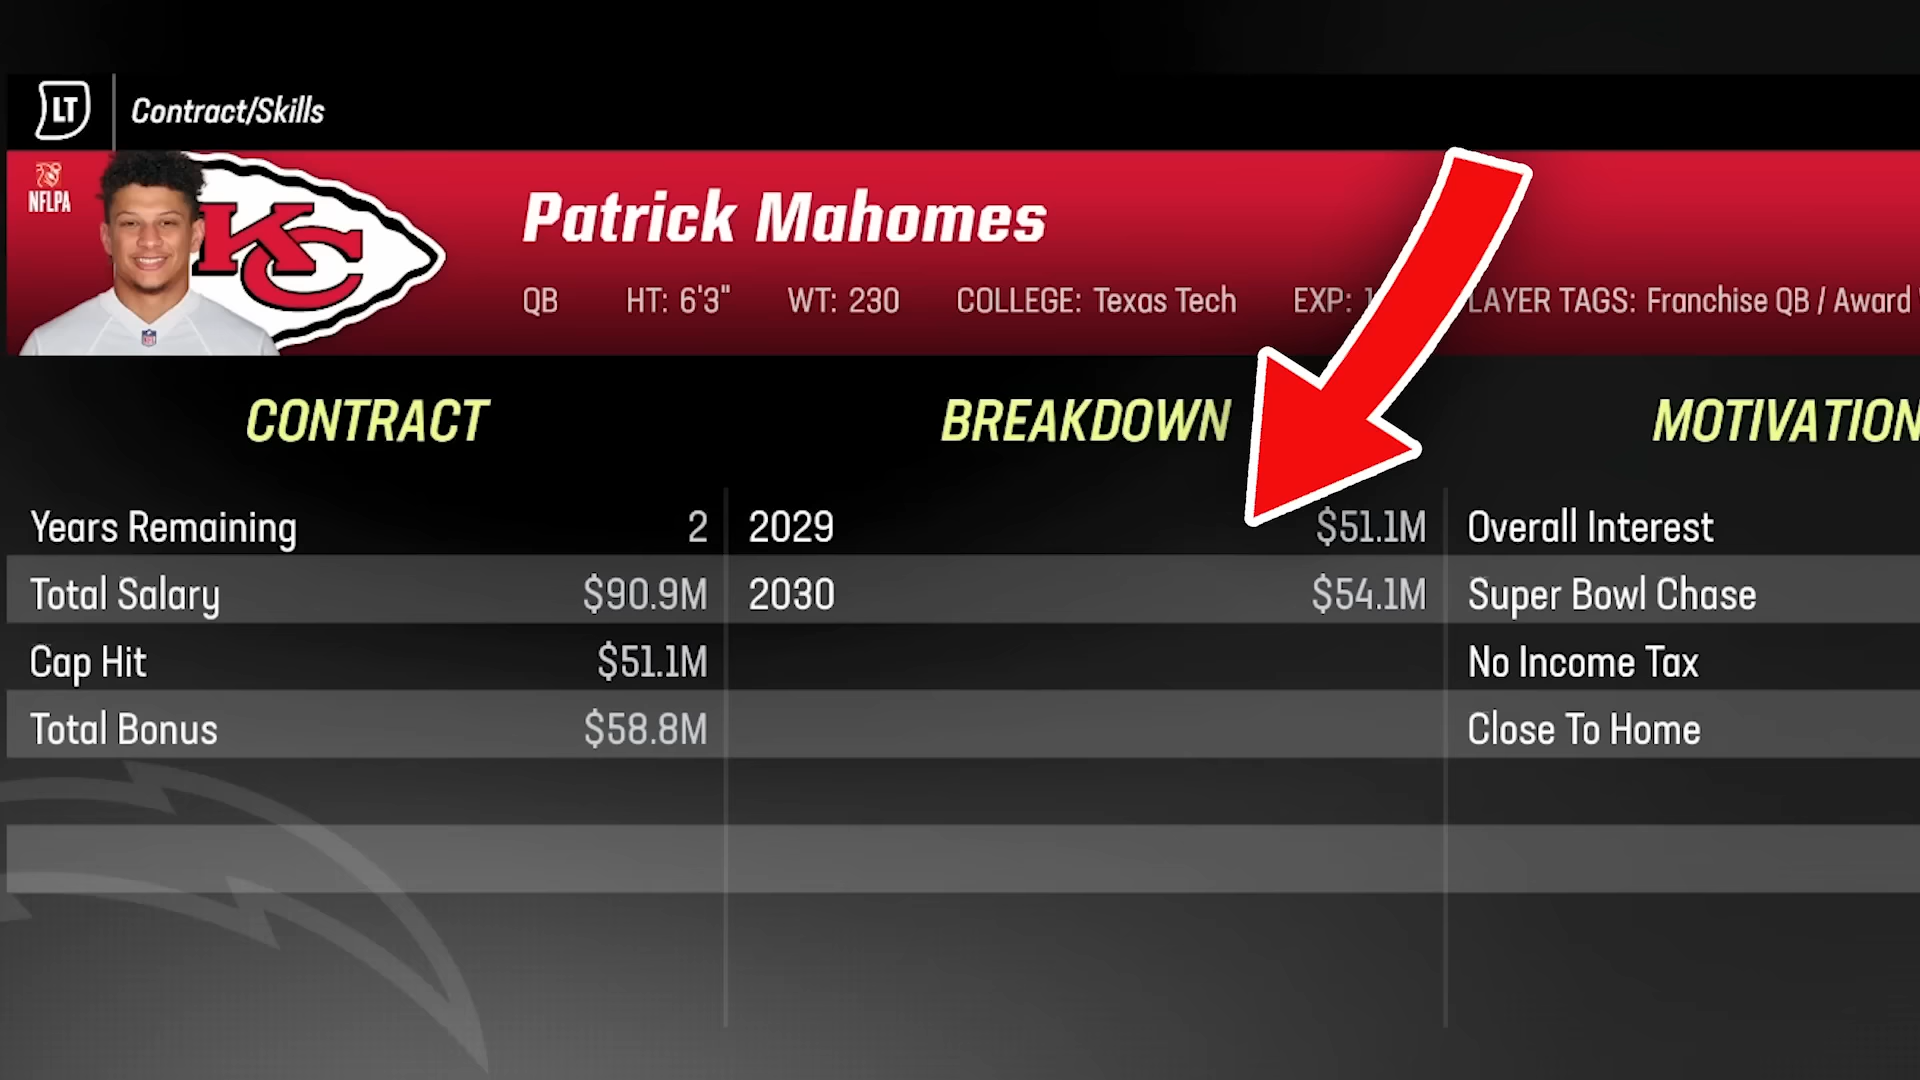 LT Contract/Skills
NFLPA
KC
Patrick Mahomes
QB HT: 6'3" WT: 230 COLLEGE: Texas Tech EXP: LAYER TAGS: Franchise QB / Award
CONTRACT BREAKDOWN MOTIVATION
Years Remaining 2 2029 $51.1M Overall Interest
Total Salary $90.9M 2030 $54.1M Super Bowl Chase
Cap Hit $51.1M No Income Tax
Total Bonus $58.8M Close To Home